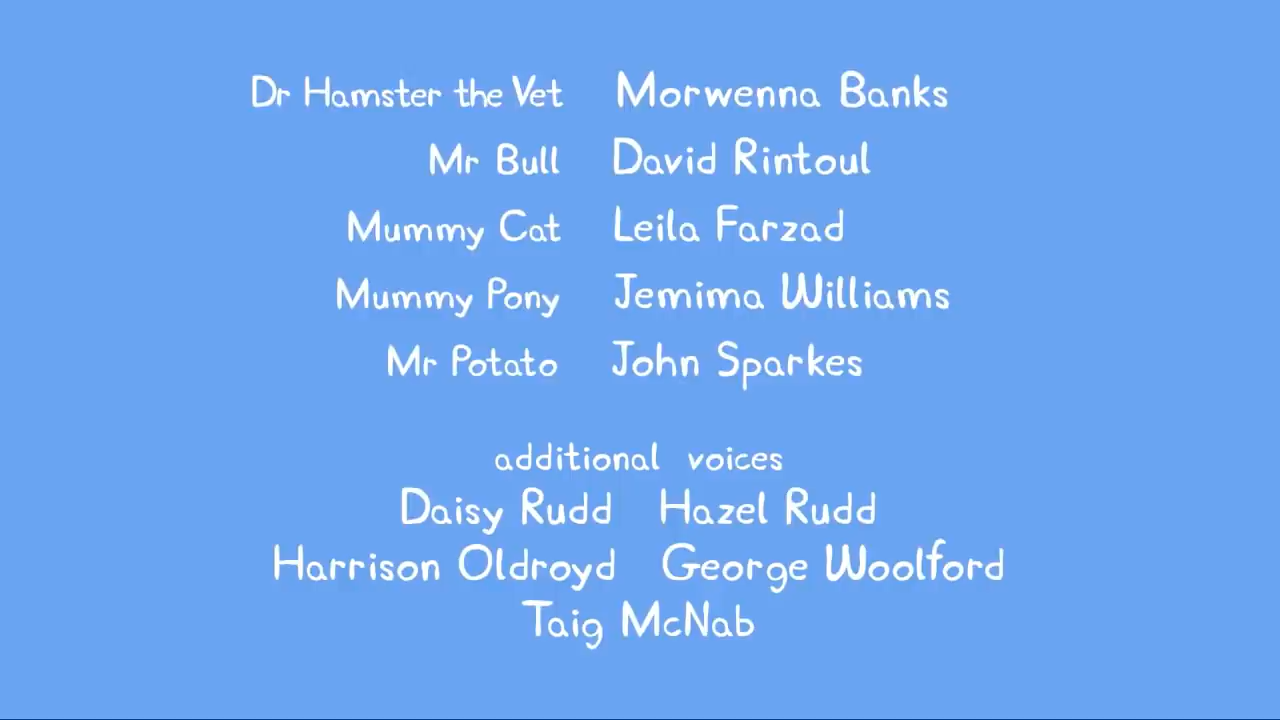 Dr Hamster the Vet Morwenna Banks
Mr Bull David Rintoul
Mummy Cat Leila Farzad
Mummy Pony Jemima Williams
Mr Potato John Sparkes
additional voices
Daisy Rudd Hazel Rudd
Harrison Oldroyd George Woolford
Taig McNab